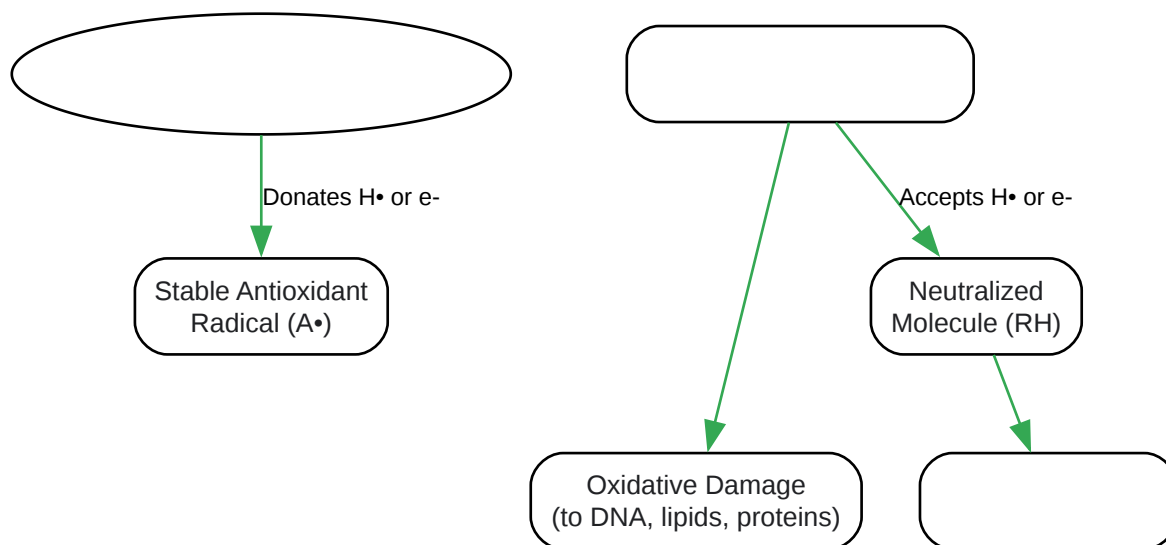 Donates H• or e-
Accepts H• or e-
Stable Antioxidant
Radical (A•)
Neutralized
Molecule (RH)
Oxidative Damage
(to DNA, lipids, proteins)